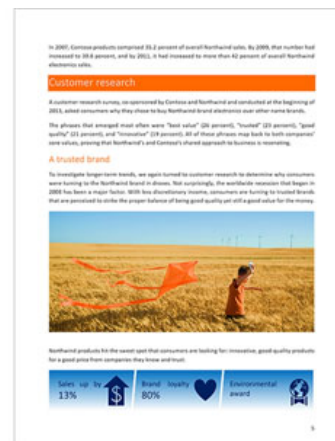 In 2007, Contoso products comprised 35.2 percent of overall Northwind sales. By 2009, that number had
increased to 39.6 percent, and by 2011, it had increased to more than 42 percent of overall Northwind
electronics sales.
Customer research
A customer research survey, co-sponsored by Contoso and Northwind and conducted at the beginning of
2013, asked consumers why they chose to buy Northwind brand electronics over other name brands.
The phrases that emerged most often were "best value" (26 percent), "trusted" (23 percent), "good
quality" (21 percent), and "innovative" (19 percent). All of these phrases map back to both companies'
core values, proving that Northwind's and Contoso's shared approach to business is resonating.
A trusted brand
To investigate longer-term trends, we again turned to customer research to determine why consumers
were turning to the Northwind brand in droves. Not surprisingly, the worldwide recession that began in
2008 has been a major factor. With less discretionary income, consumers are turning to trusted brands
that are perceived to strike the proper balance of being good quality yet still a good value for the money.
Northwind products hit the sweet spot that consumers are looking for: innovative, good-quality products
for a good price from companies they know and trust.
Sales up by
13%
Brand loyalty
80%
Environmental
award
$
5